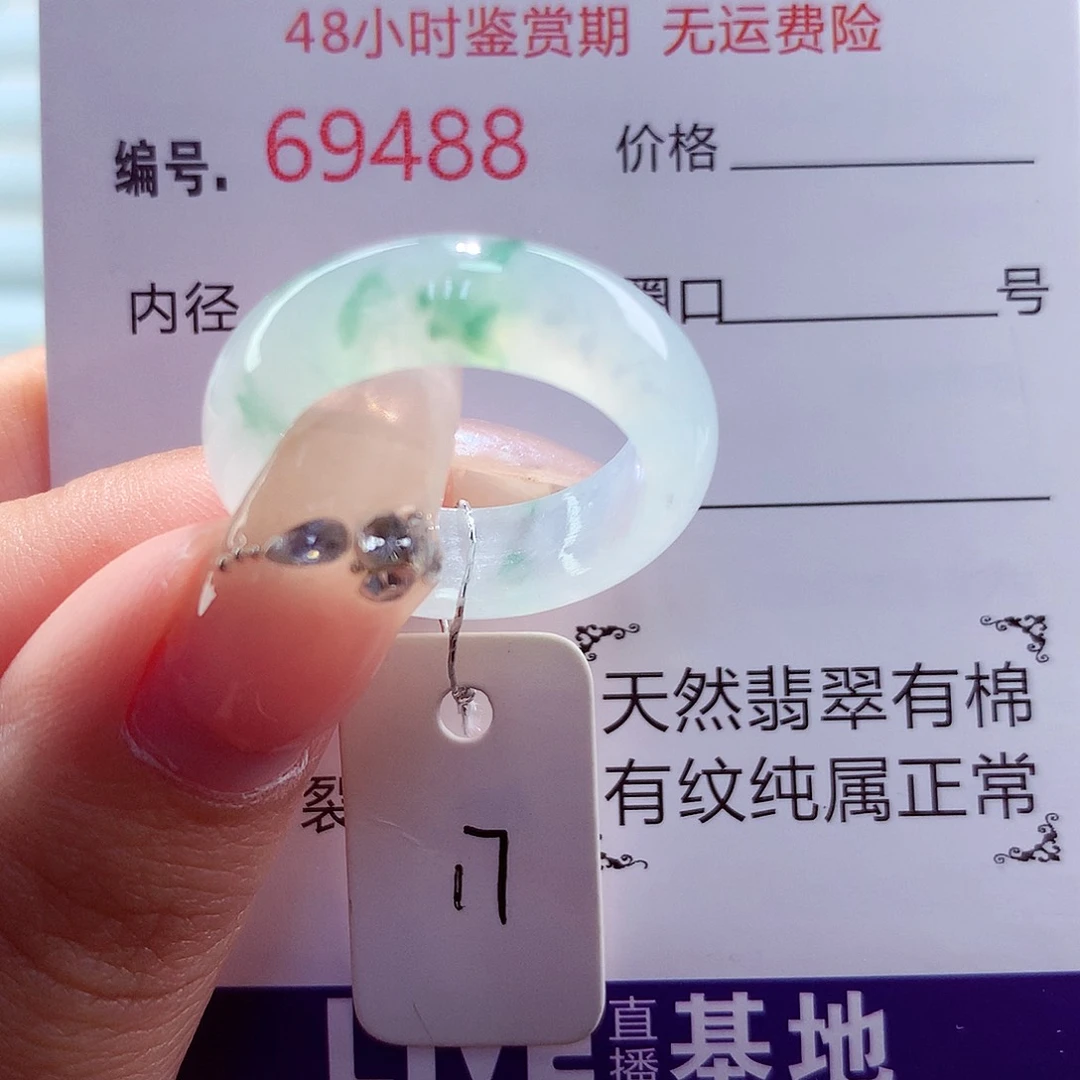 48小时鉴赏期 无运费险
编号. 69488 价格
内径 圈口 号
天然翡翠有棉
裂 有纹纯属正常
17
LIVE 直播 基地